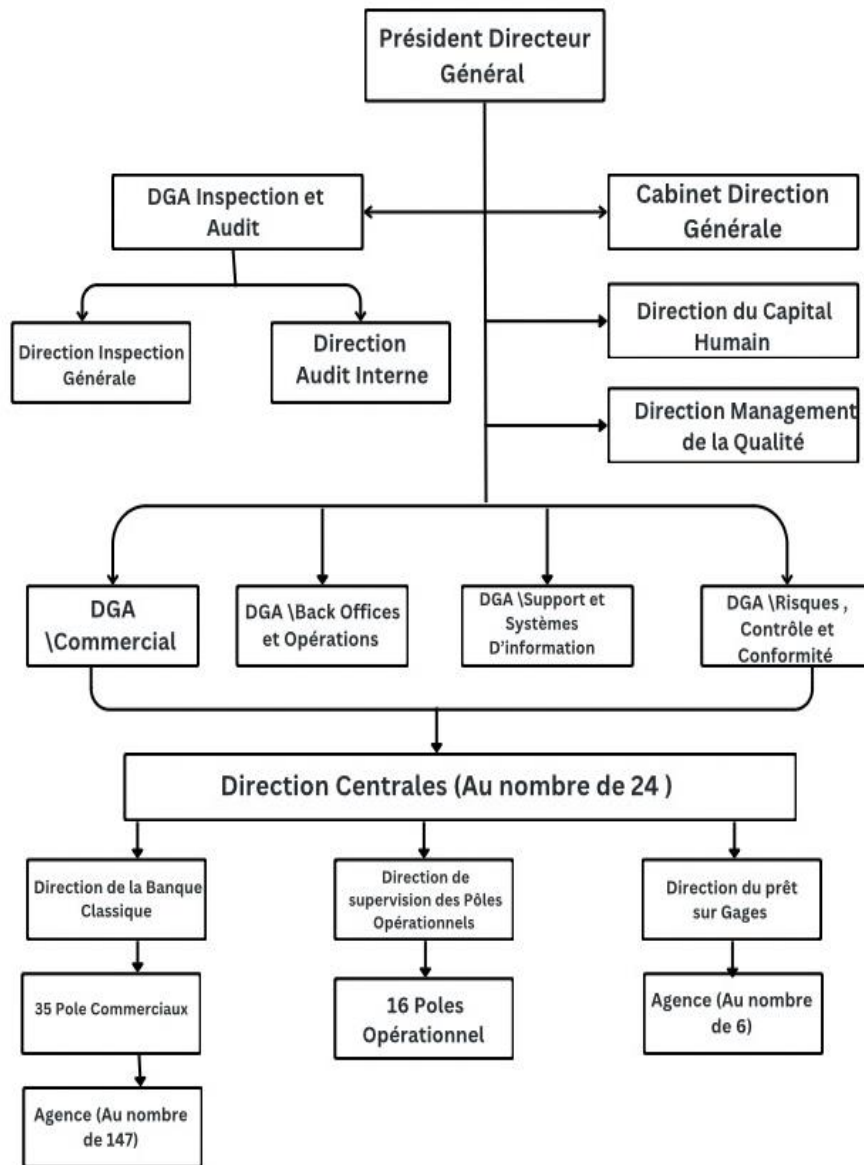 Président Directeur
Général
DGA Inspection et
Audit
Cabinet Direction
Générale
Direction Inspection
Générale
Direction
Audit Interne
Direction du Capital
Humain
Direction Management
de la Qualité
DGA
\Commercial
DGA \Back Offices
et Opérations
DGA \Support et
Systèmes
D'information
DGA \Risques ,
Contrôle et
Conformité
Direction Centrales (Au nombre de 24 )
Direction de la Banque
Classique
Direction de
supervision des Pôles
Opérationnels
Direction du prêt
sur Gages
35 Pole Commerciaux
16 Poles
Opérationnel
Agence (Au nombre
de 6)
Agence (Au nombre
de 147)